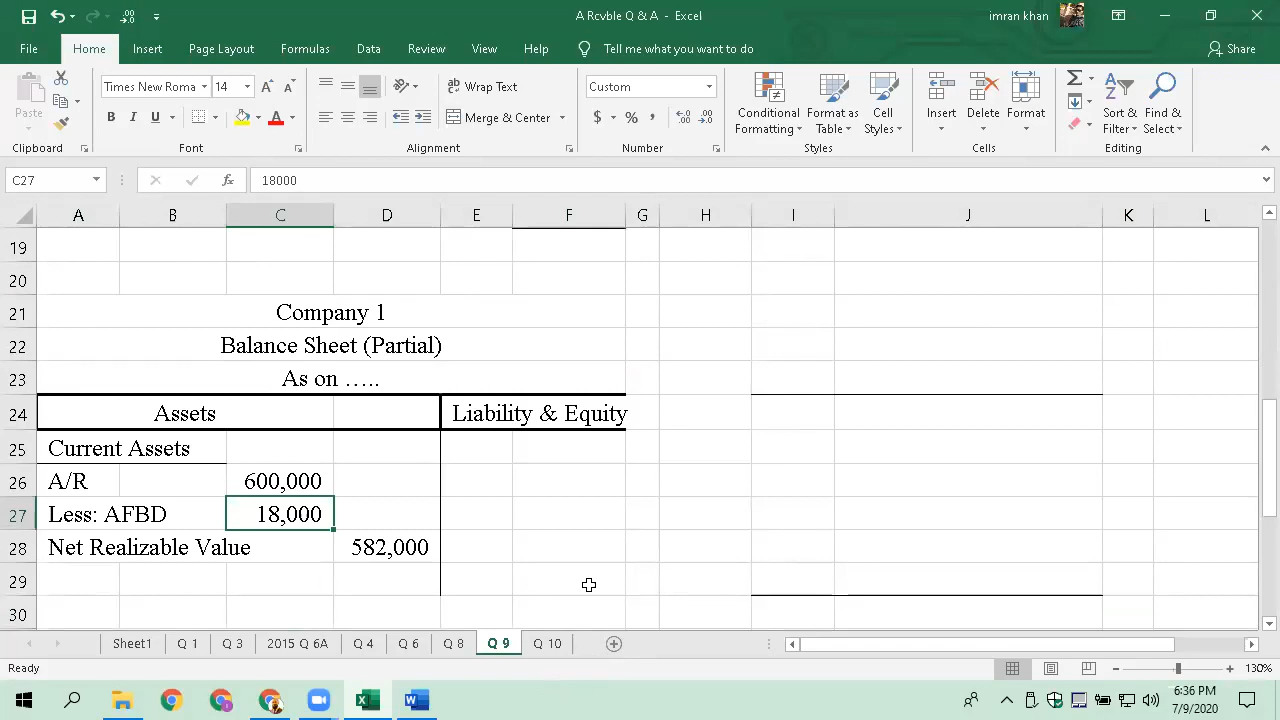 A Rcvble Q & A - Excel
imran khan
File Home Insert Page Layout Formulas Data Review View Help Tell me what you want to do Share
Paste
Clipboard
Times New Roma 14
B I U
Font
Wrap Text
Merge & Center
Alignment
Custom
$ % ,
Number
Conditional Formatting
Format as Table
Cell Styles
Styles
Insert Delete Format
Cells
Sort & Filter
Find & Select
Editing
C27 fx 18000
A B C D E F G H I J K L
19
20
21 Company 1
22 Balance Sheet (Partial)
23 As on …..
24 Assets Liability & Equity
25 Current Assets
26 A/R 600,000
27 Less: AFBD 18,000
28 Net Realizable Value 582,000
29
30
Sheet1 Q 1 Q 3 2015 Q 6A Q 4 Q 6 Q 8 Q 9 Q 10
Ready
130%
6:36 PM
7/9/2020